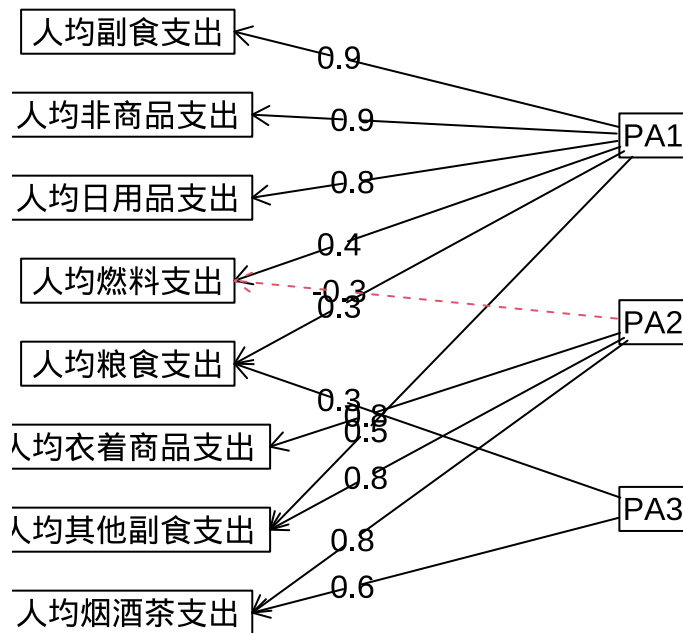 人均副食支出
0.9
人均非商品支出
0.9
PA1
人均日用品支出
0.8
0.4
人均燃料支出
-0.3
0.3
PA2
人均粮食支出
0.3
0.8
0.5
人均衣着商品支出
0.8
PA3
人均其他副食支出
0.8
0.6
人均烟酒茶支出